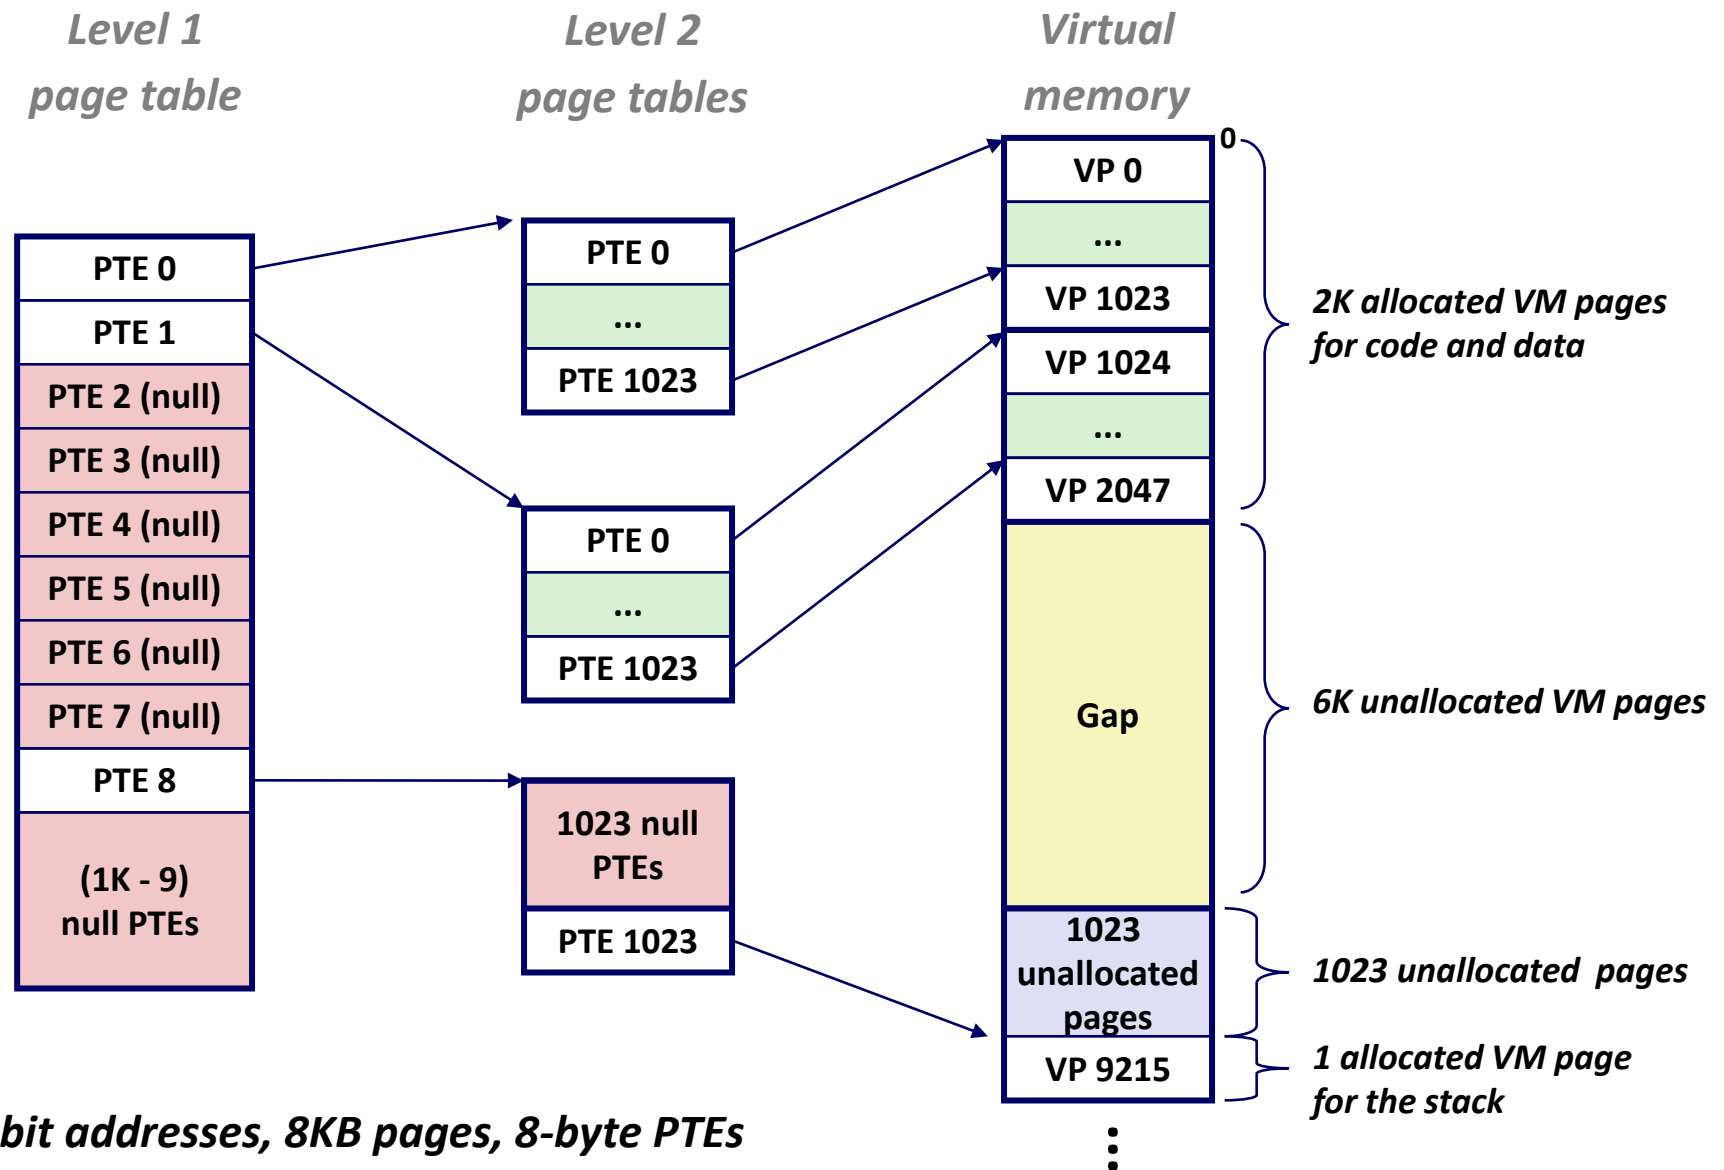 Level 1
page table
Level 2
page tables
Virtual
memory
PTE 0
PTE 1
PTE 2 (null)
PTE 3 (null)
PTE 4 (null)
PTE 5 (null)
PTE 6 (null)
PTE 7 (null)
PTE 8
(1K - 9)
null PTEs
PTE 0
...
PTE 1023
PTE 0
...
PTE 1023
1023 null
PTEs
PTE 1023
0
VP 0
...
VP 1023
VP 1024
...
VP 2047
Gap
1023
unallocated
pages
VP 9215
2K allocated VM pages
for code and data
6K unallocated VM pages
1023 unallocated pages
1 allocated VM page
for the stack
bit addresses, 8KB pages, 8-byte PTEs